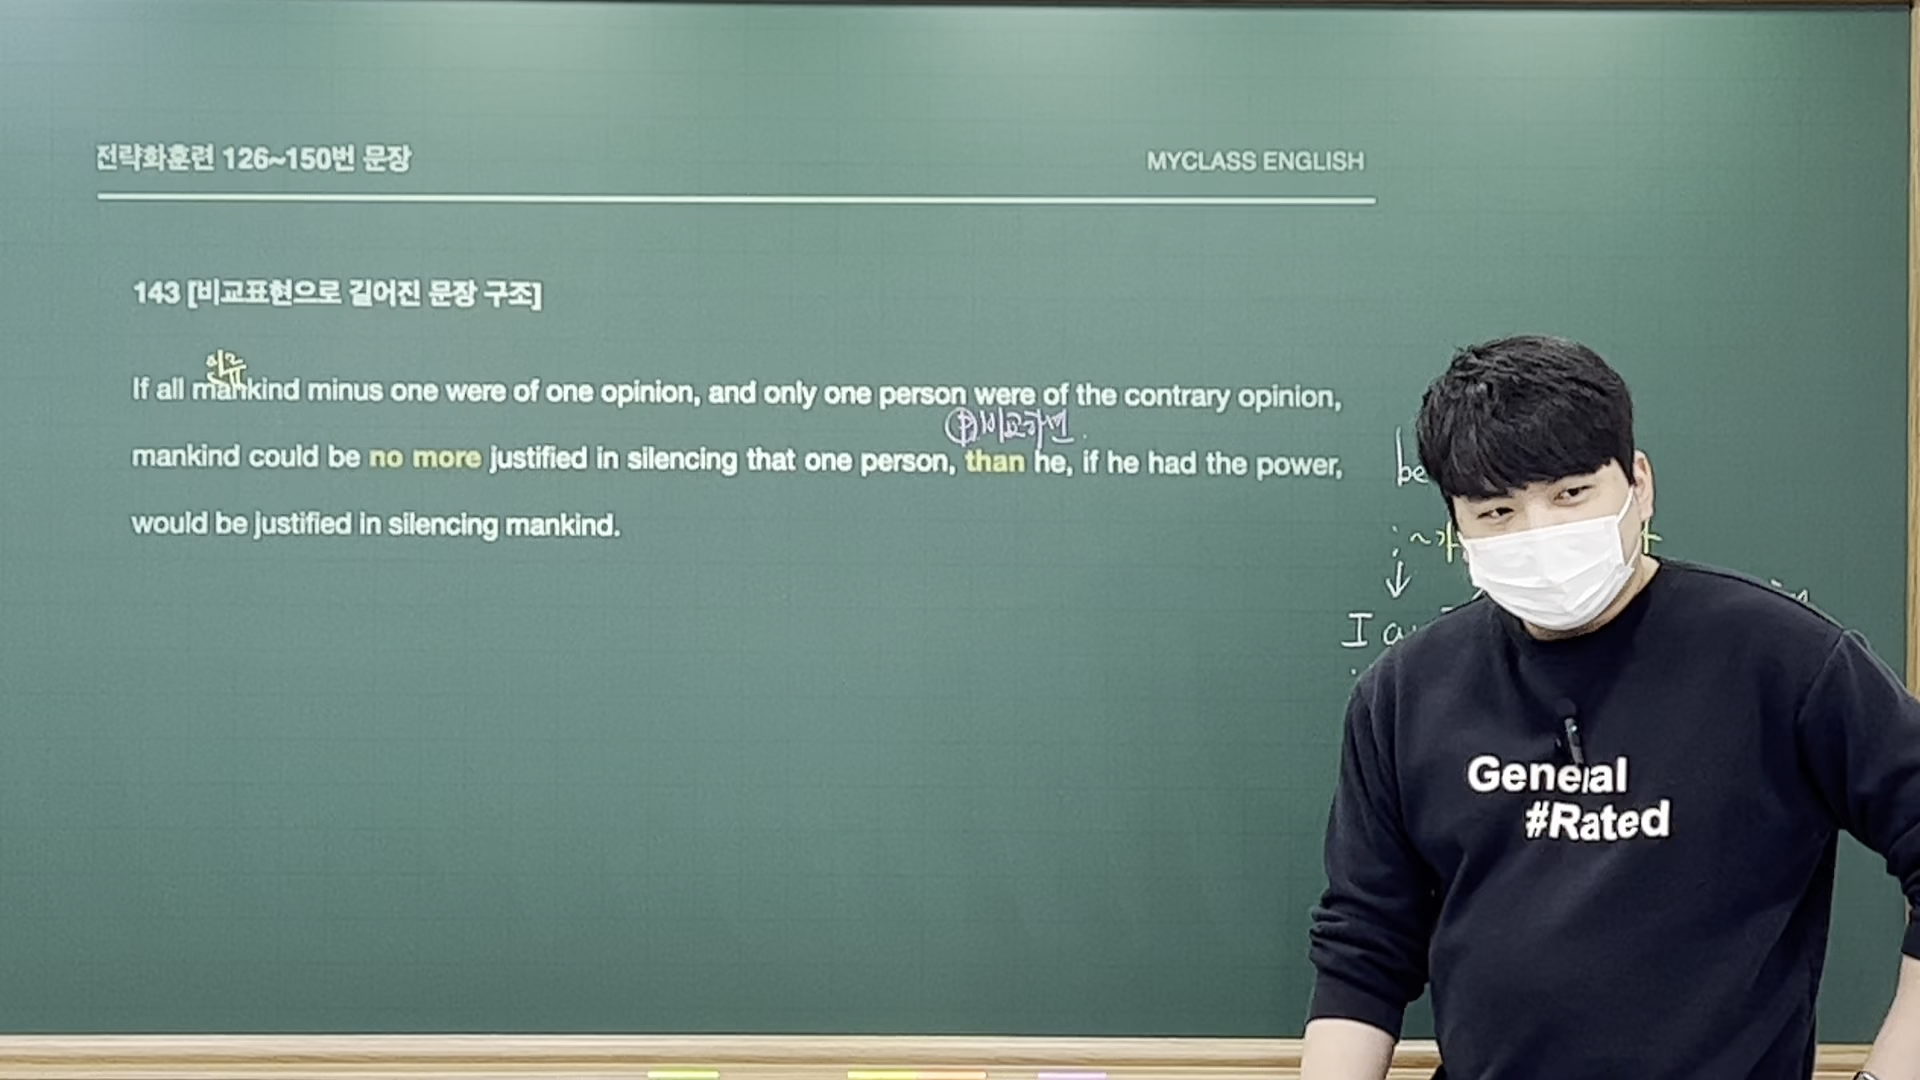 전략화훈련 126~150번 문장
MYCLASS ENGLISH
143 [비교표현으로 길어진 문장 구조]
인류
If all mankind minus one were of one opinion, and only one person were of the contrary opinion,
P 비교하면
mankind could be no more justified in silencing that one person, than he, if he had the power,
would be justified in silencing mankind.
be
I
General
#Rated